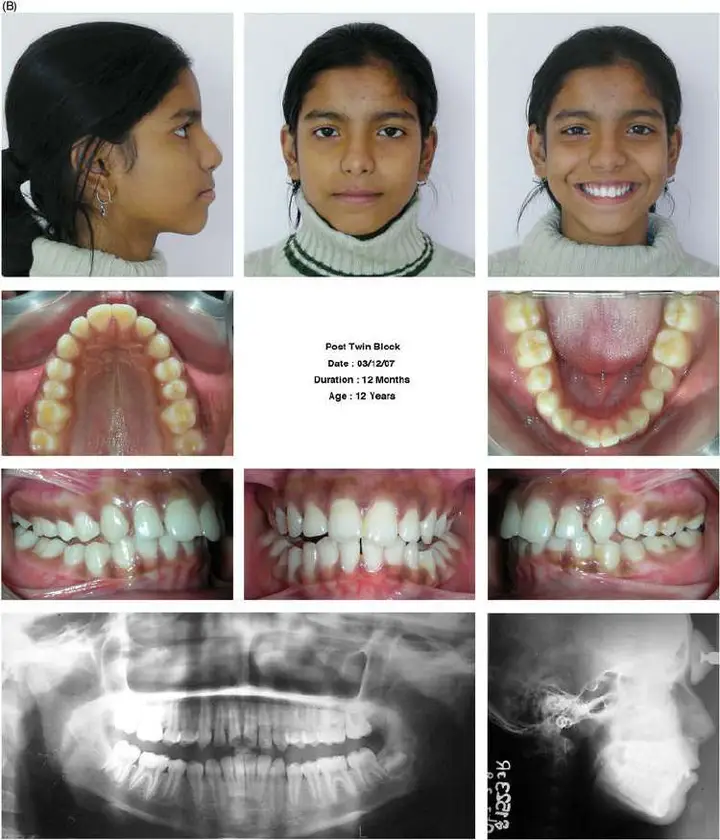 (B)
Post Twin Block
Date : 03/12/07
Duration : 12 Months
Age : 12 Years
L